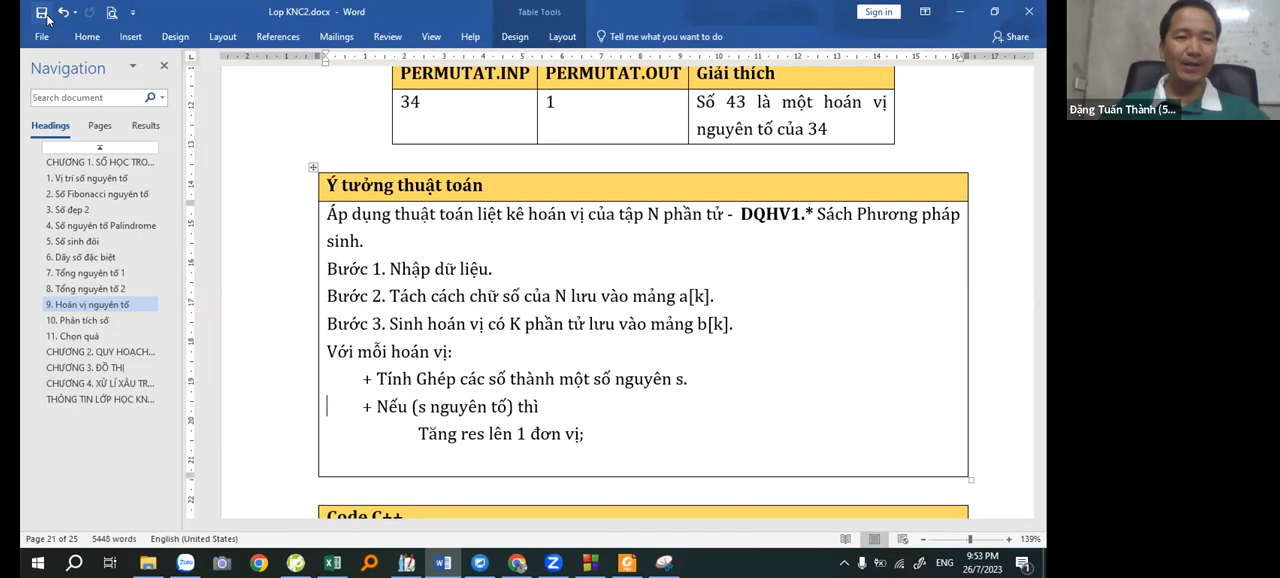 Lop KNC2.docx - Word
Table Tools
Sign in
File
Home
Insert
Design
Layout
References
Mailings
Review
View
Help
Design
Layout
Tell me what you want to do
Share
Đặng Tuấn Thành (5...
Navigation
Search document
Headings
Pages
Results
CHƯƠNG 1. SỐ HỌC TRO...
1. Vị trí số nguyên tố
2. Số Fibonacci nguyên tố
3. Số đẹp 2
4. Số nguyên tố Palindrome
5. Số sinh đôi
6. Dãy số đặc biệt
7. Tổng nguyên tố 1
8. Tổng nguyên tố 2
9. Hoán vị nguyên tố
10. Phân tích số
11. Chọn quà
CHƯƠNG 2. QUY HOẠCH...
CHƯƠNG 3. ĐỒ THỊ
CHƯƠNG 4. XỬ LÍ XÂU TR...
THÔNG TIN LỚP HỌC KN...
PERMUTAT.INP PERMUTAT.OUT Giải thích
34 1 Số 43 là một hoán vị
nguyên tố của 34
Ý tưởng thuật toán
Áp dụng thuật toán liệt kê hoán vị của tập N phần tử - DQHV1.* Sách Phương pháp
sinh.
Bước 1. Nhập dữ liệu.
Bước 2. Tách cách chữ số của N lưu vào mảng a[k].
Bước 3. Sinh hoán vị có K phần tử lưu vào mảng b[k].
Với mỗi hoán vị:
+ Tính Ghép các số thành một số nguyên s.
+ Nếu (s nguyên tố) thì
Tăng res lên 1 đơn vị;
Code C++
Page 21 of 25
5448 words
English (United States)
139%
Zalo
ENG
9:53 PM
26/7/2023